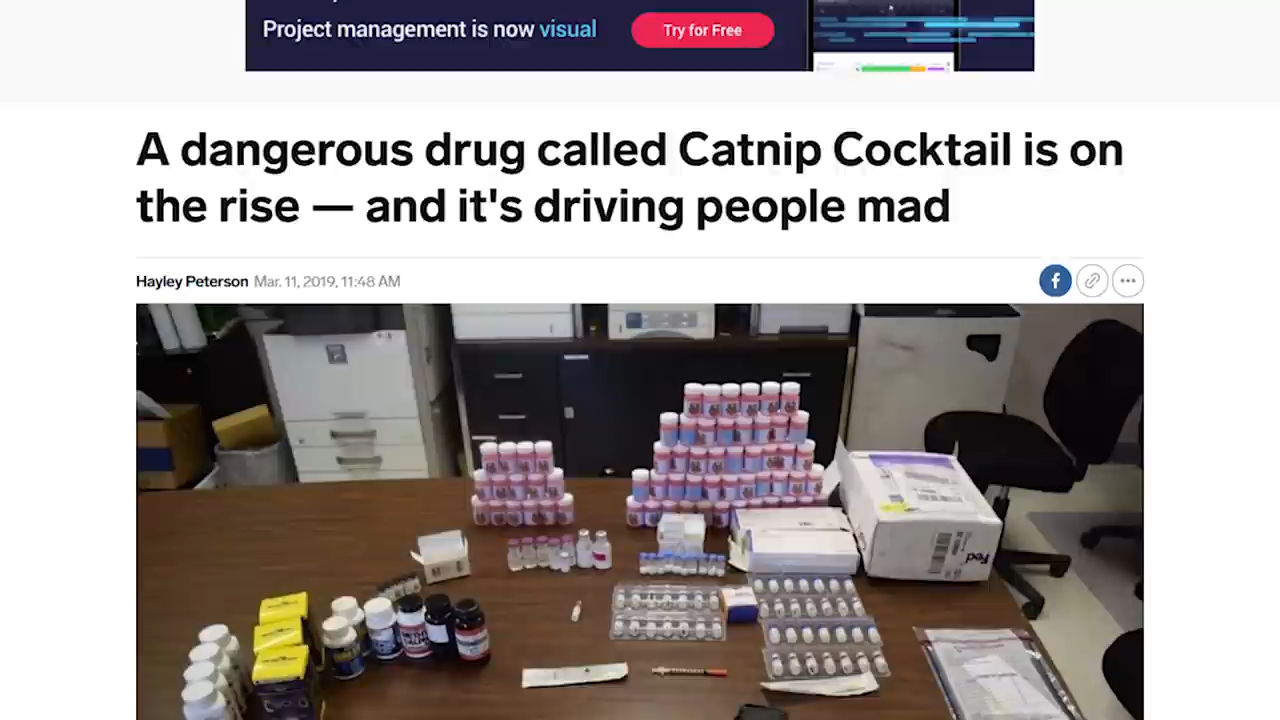 Project management is now visual
Try for Free
A dangerous drug called Catnip Cocktail is on
the rise — and it's driving people mad
Hayley Peterson Mar. 11, 2019, 11:48 AM
Fed